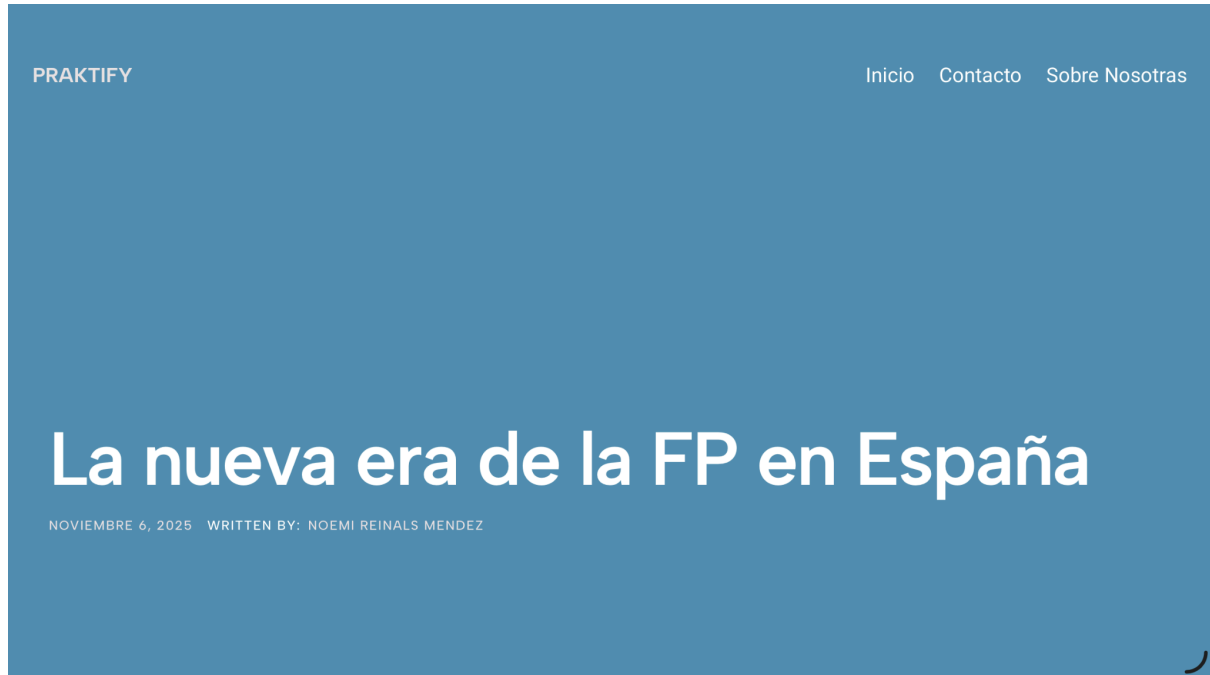 PRAKTIFY
Inicio Contacto Sobre Nosotras
La nueva era de la FP en España
NOVIEMBRE 6, 2025 WRITTEN BY: NOEMI REINALS MENDEZ